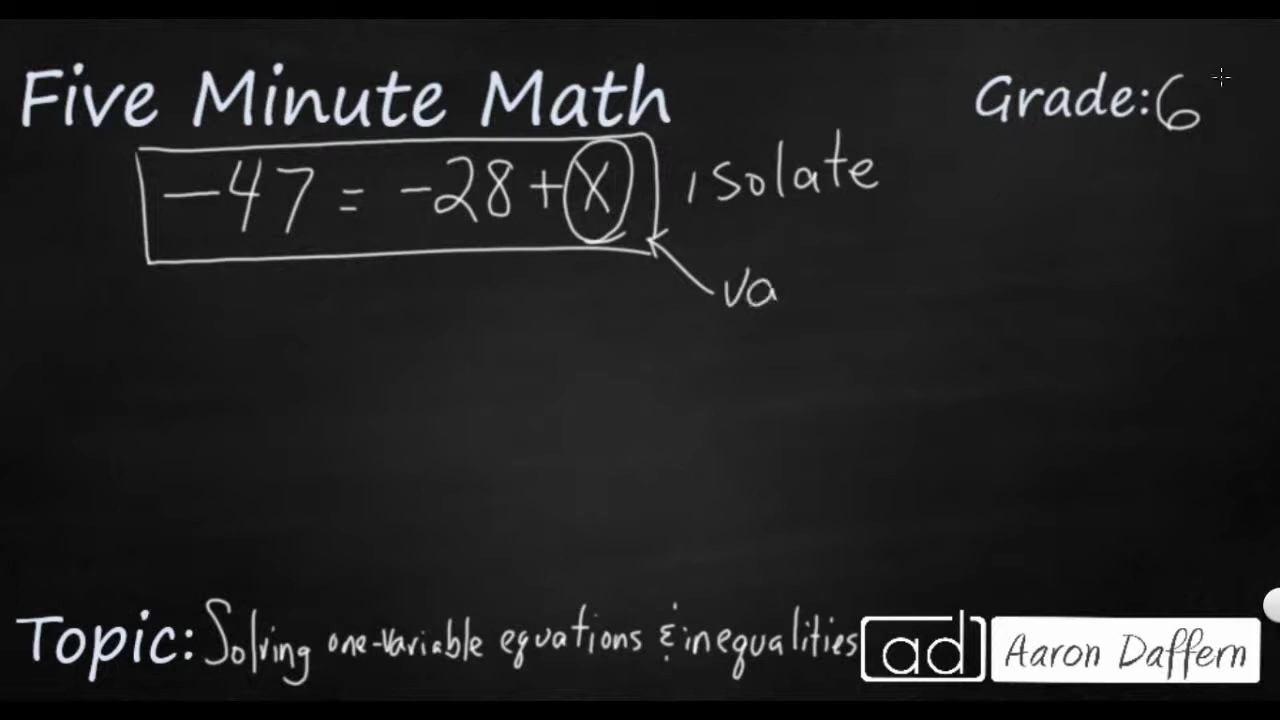 Five Minute Math
Grade: 6
-47 = -28 + x
isolate
va
Topic: Solving one-variable equations & inequalities
ad
Aaron Daffern